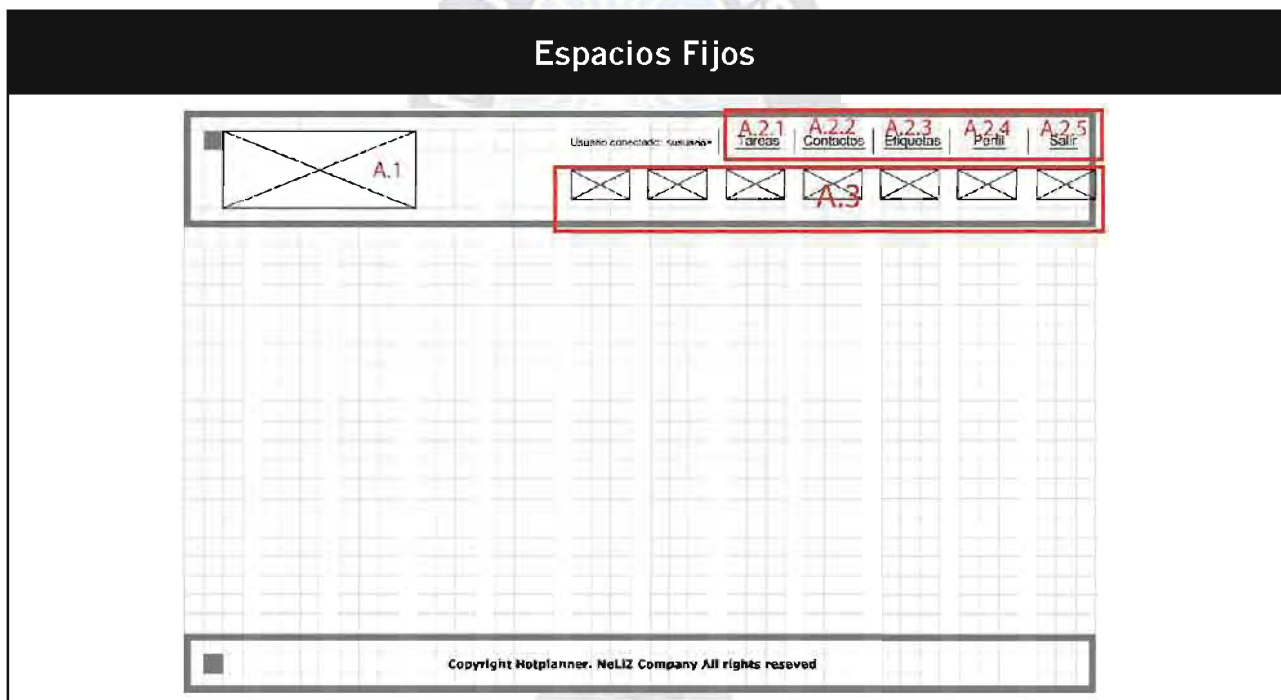 Espacios Fijos
A.1
Usuario conectado:
A.2.1 A.2.2 A.2.3 A.2.4 A.2.5
Tareas | Contactos | Etiquetas | Perfil | Salir
A.3
Copyright Hotplanner. NeLiZ Company All rights reseved